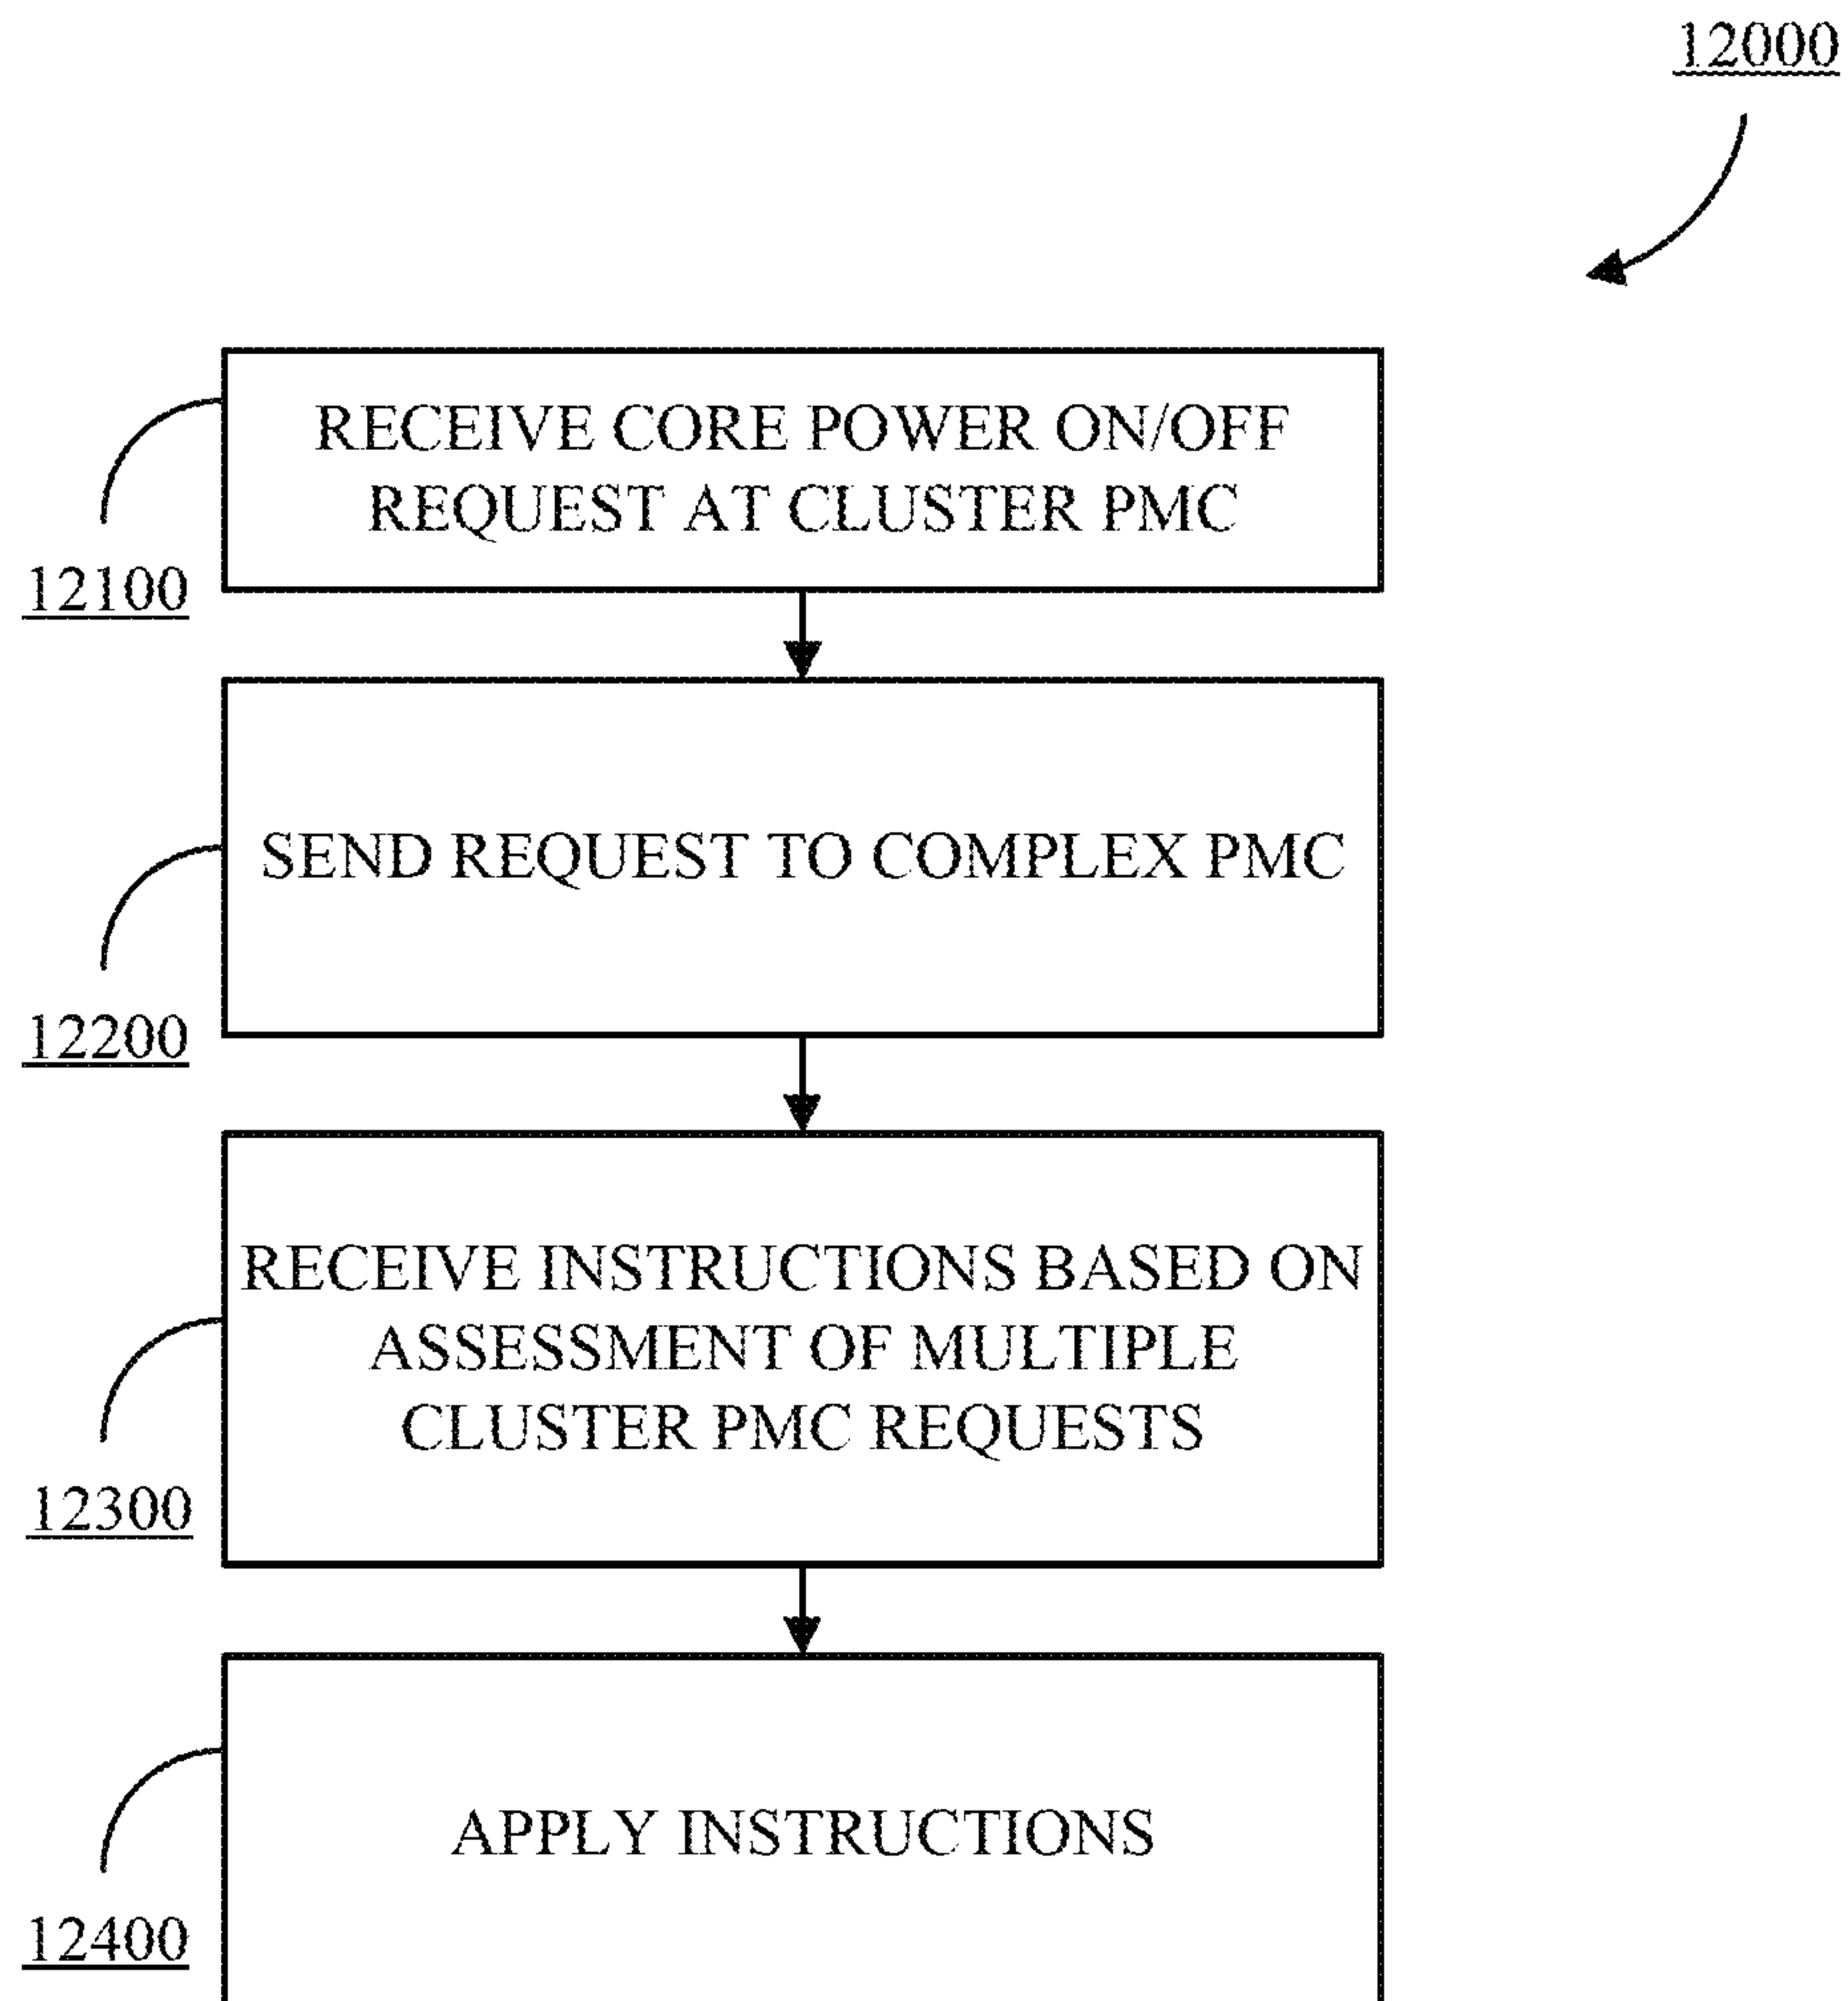 12000
RECEIVE CORE POWER ON/OFF
REQUEST AT CLUSTER PMC
12100
SEND REQUEST TO COMPLEX PMC
12200
RECEIVE INSTRUCTIONS BASED ON
ASSESSMENT OF MULTIPLE
CLUSTER PMC REQUESTS
12300
APPLY INSTRUCTIONS
12400